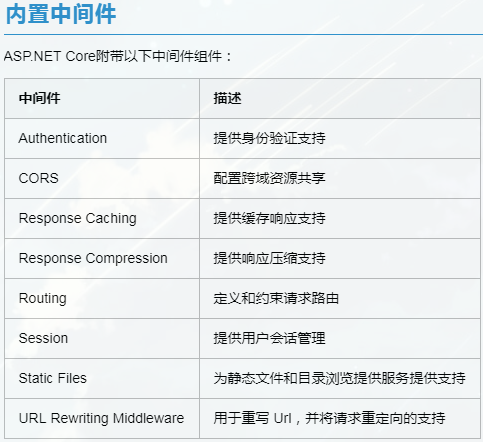 内置中间件
ASP.NET Core附带以下中间件组件：
中间件 描述
Authentication 提供身份验证支持
CORS 配置跨域资源共享
Response Caching 提供缓存响应支持
Response Compression 提供响应压缩支持
Routing 定义和约束请求路由
Session 提供用户会话管理
Static Files 为静态文件和目录浏览提供服务提供支持
URL Rewriting Middleware 用于重写 Url，并将请求重定向的支持